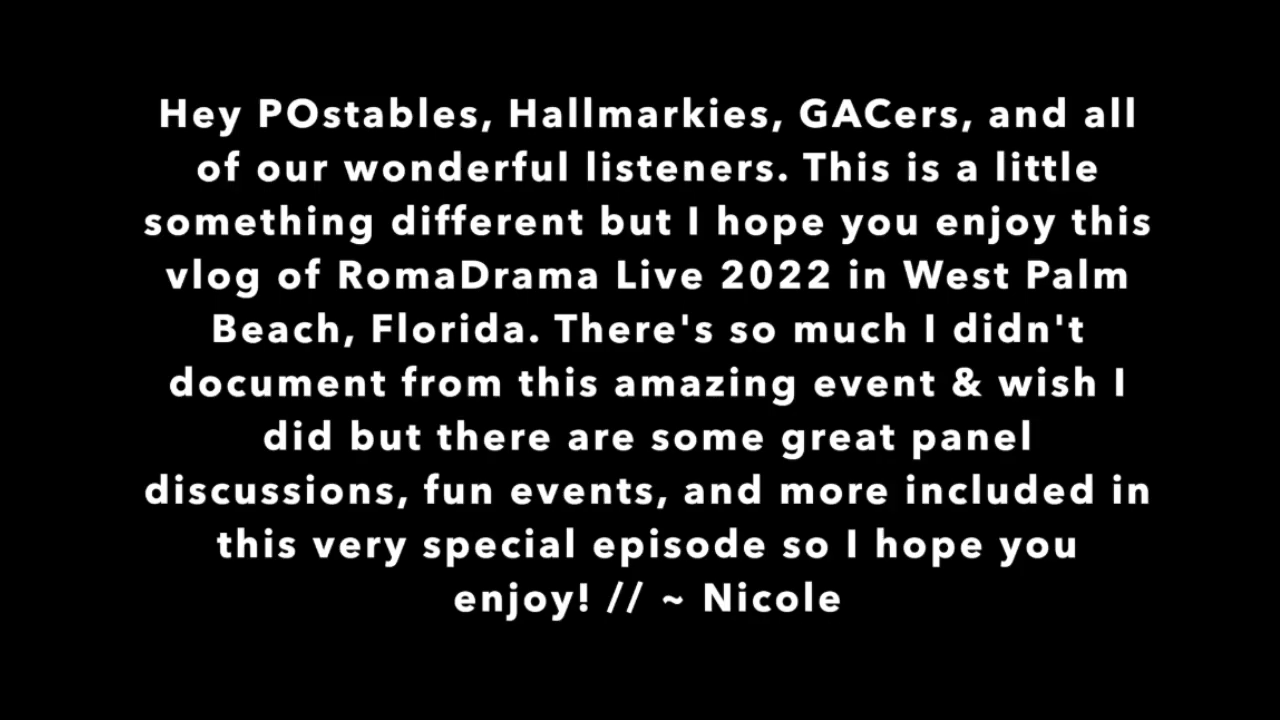 Hey POstables, Hallmarkies, GACers, and all
of our wonderful listeners. This is a little
something different but I hope you enjoy this
vlog of RomaDrama Live 2022 in West Palm
Beach, Florida. There's so much I didn't
document from this amazing event & wish I
did but there are some great panel
discussions, fun events, and more included in
this very special episode so I hope you
enjoy! // ~ Nicole